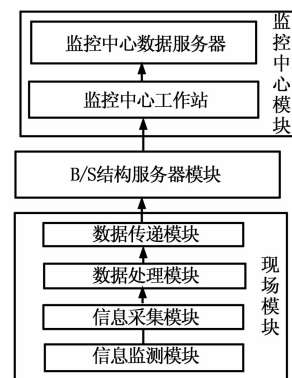 监控中心数据服务器
监控中心工作站
监控中心模块
B/S结构服务器模块
数据传递模块
数据处理模块
信息采集模块
信息监测模块
现场模块